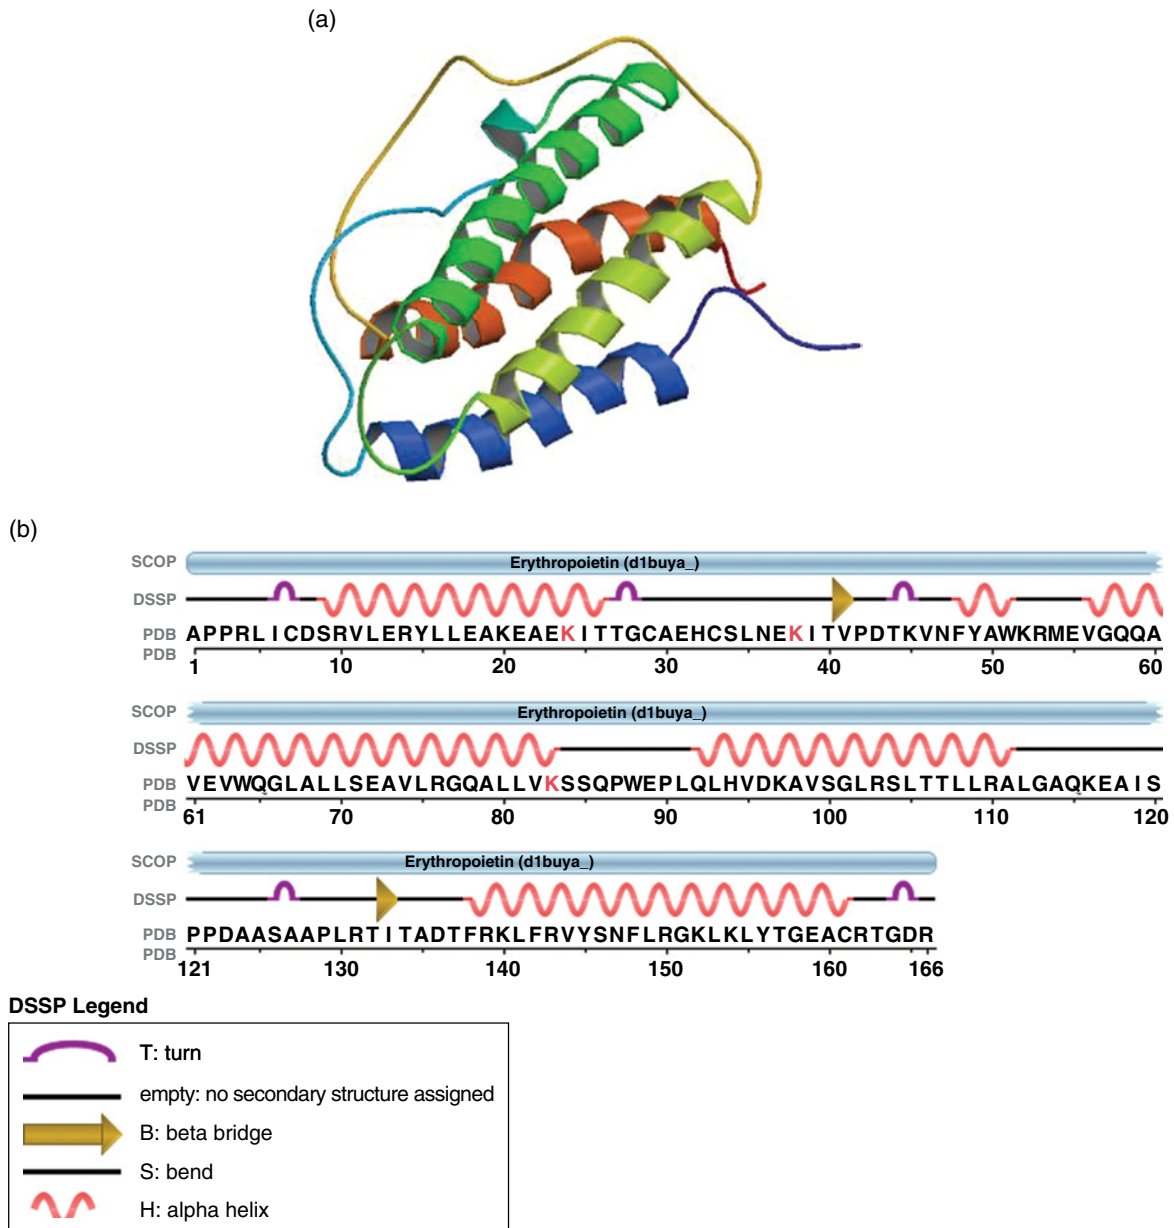 (a)
(b)
SCOP Erythropoietin (d1buya_)
DSSP
PDB APPRLICDSRVLERYLLEAKEAEKITTGCAEHCSLNEKITVPDTKVNFYAWKRMEVGQQA
PDB
1 10 20 30 40 50 60
SCOP Erythropoietin (d1buya_)
DSSP
PDB VEVWQGLALLSEAVLRGQALLVKSSQPWEPLQLHVDKAVSGLRSLTTLLRALGAQKEAIS
PDB
61 70 80 90 100 110 120
SCOP Erythropoietin (d1buya_)
DSSP
PDB PPDAASAAPLRTITADTFRKLFRVYSNFLRGKLKLYTGEACRTGDR
PDB
121 130 140 150 160 166
DSSP Legend
T: turn
empty: no secondary structure assigned
B: beta bridge
S: bend
H: alpha helix